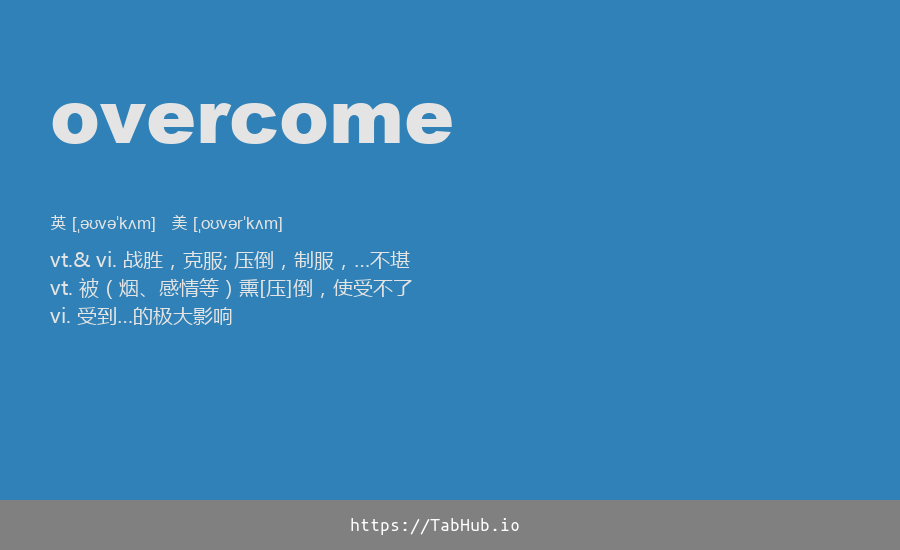 overcome
英 [ˌəʊvəˈkʌm] 美 [ˌoʊvərˈkʌm]
vt.& vi. 战胜，克服; 压倒，制服，…不堪
vt. 被（烟、感情等）熏[压]倒，使受不了
vi. 受到…的极大影响
https://TabHub.io